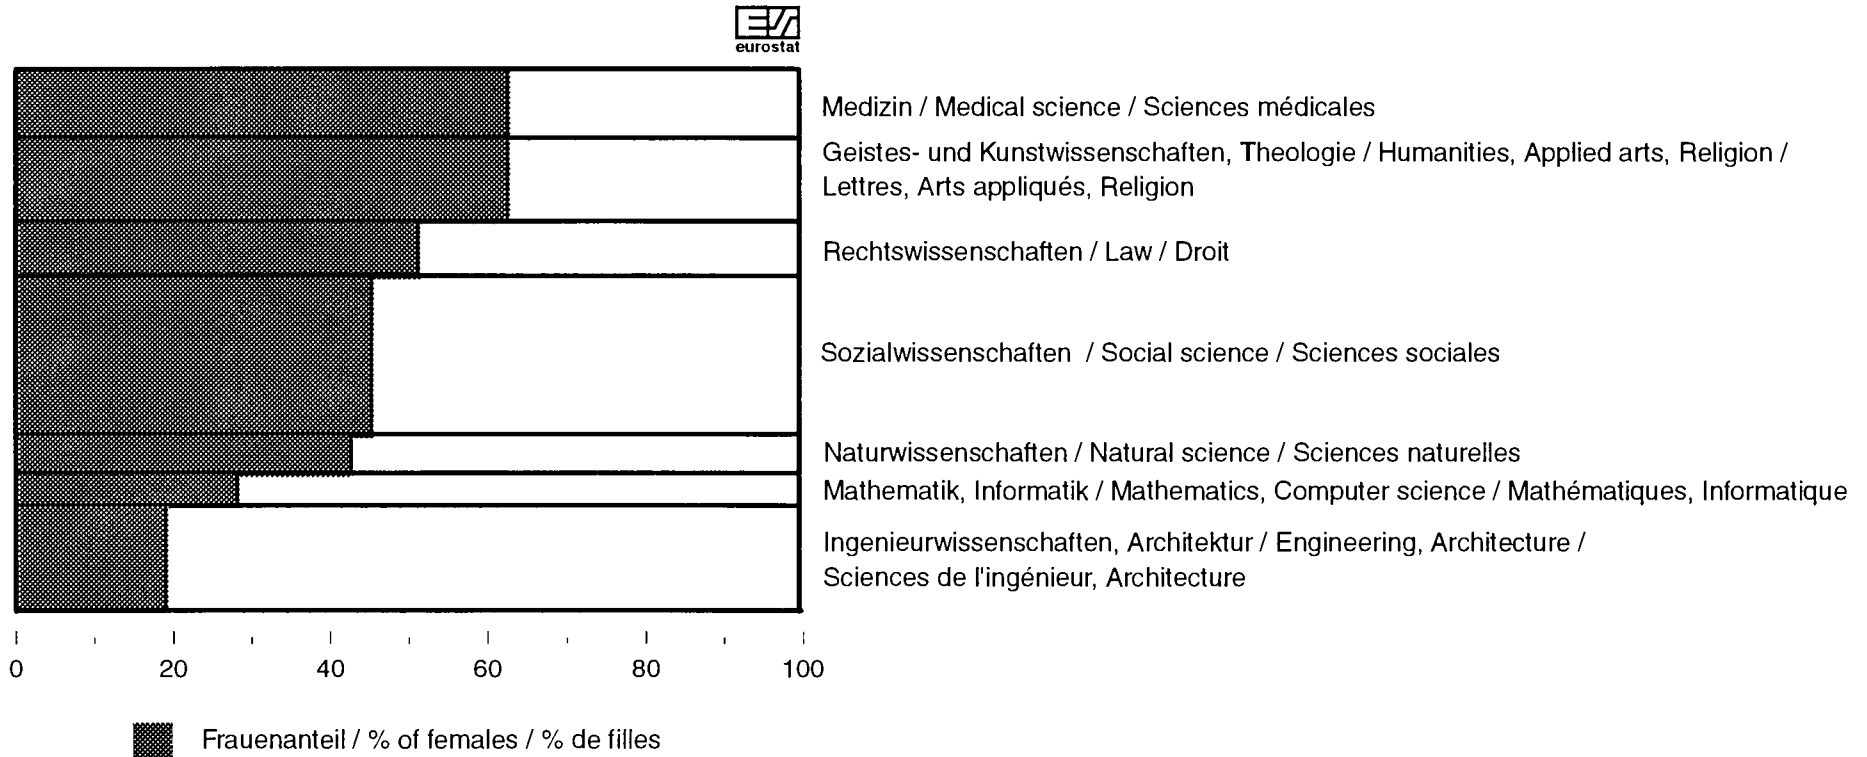 eurostat
Medizin / Medical science / Sciences médicales
Geistes- und Kunstwissenschaften, Theologie / Humanities, Applied arts, Religion /
Lettres, Arts appliqués, Religion
Rechtswissenschaften / Law / Droit
Sozialwissenschaften / Social science / Sciences sociales
Naturwissenschaften / Natural science / Sciences naturelles
Mathematik, Informatik / Mathematics, Computer science / Mathématiques, Informatique
Ingenieurwissenschaften, Architektur / Engineering, Architecture /
Sciences de l'ingénieur, Architecture
0 20 40 60 80 100
Frauenanteil / % of females / % de filles